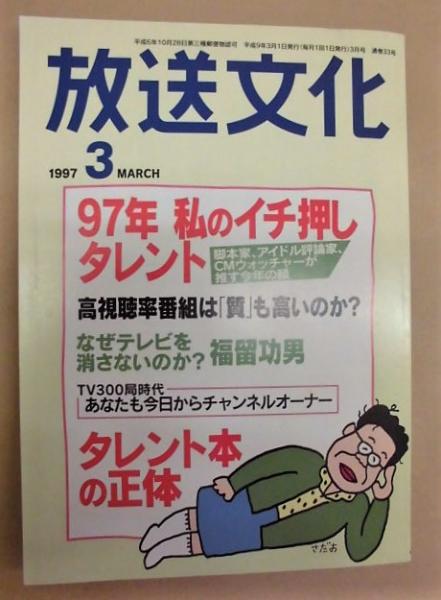 平成6年10月28日第三種郵便物認可 平成9年3月1日発行(毎月1回1日発行)3月号 通巻33号
放送文化
1997 3 MARCH
97年 私のイチ押し
タレント
脚本家、アイドル評論家、
CMウォッチャーが
推す今年の顔
高視聴率番組は「質」も高いのか?
なぜテレビを
消さないのか? 福留功男
TV300局時代
あなたも今日からチャンネルオーナー
タレント本
の正体
さだお